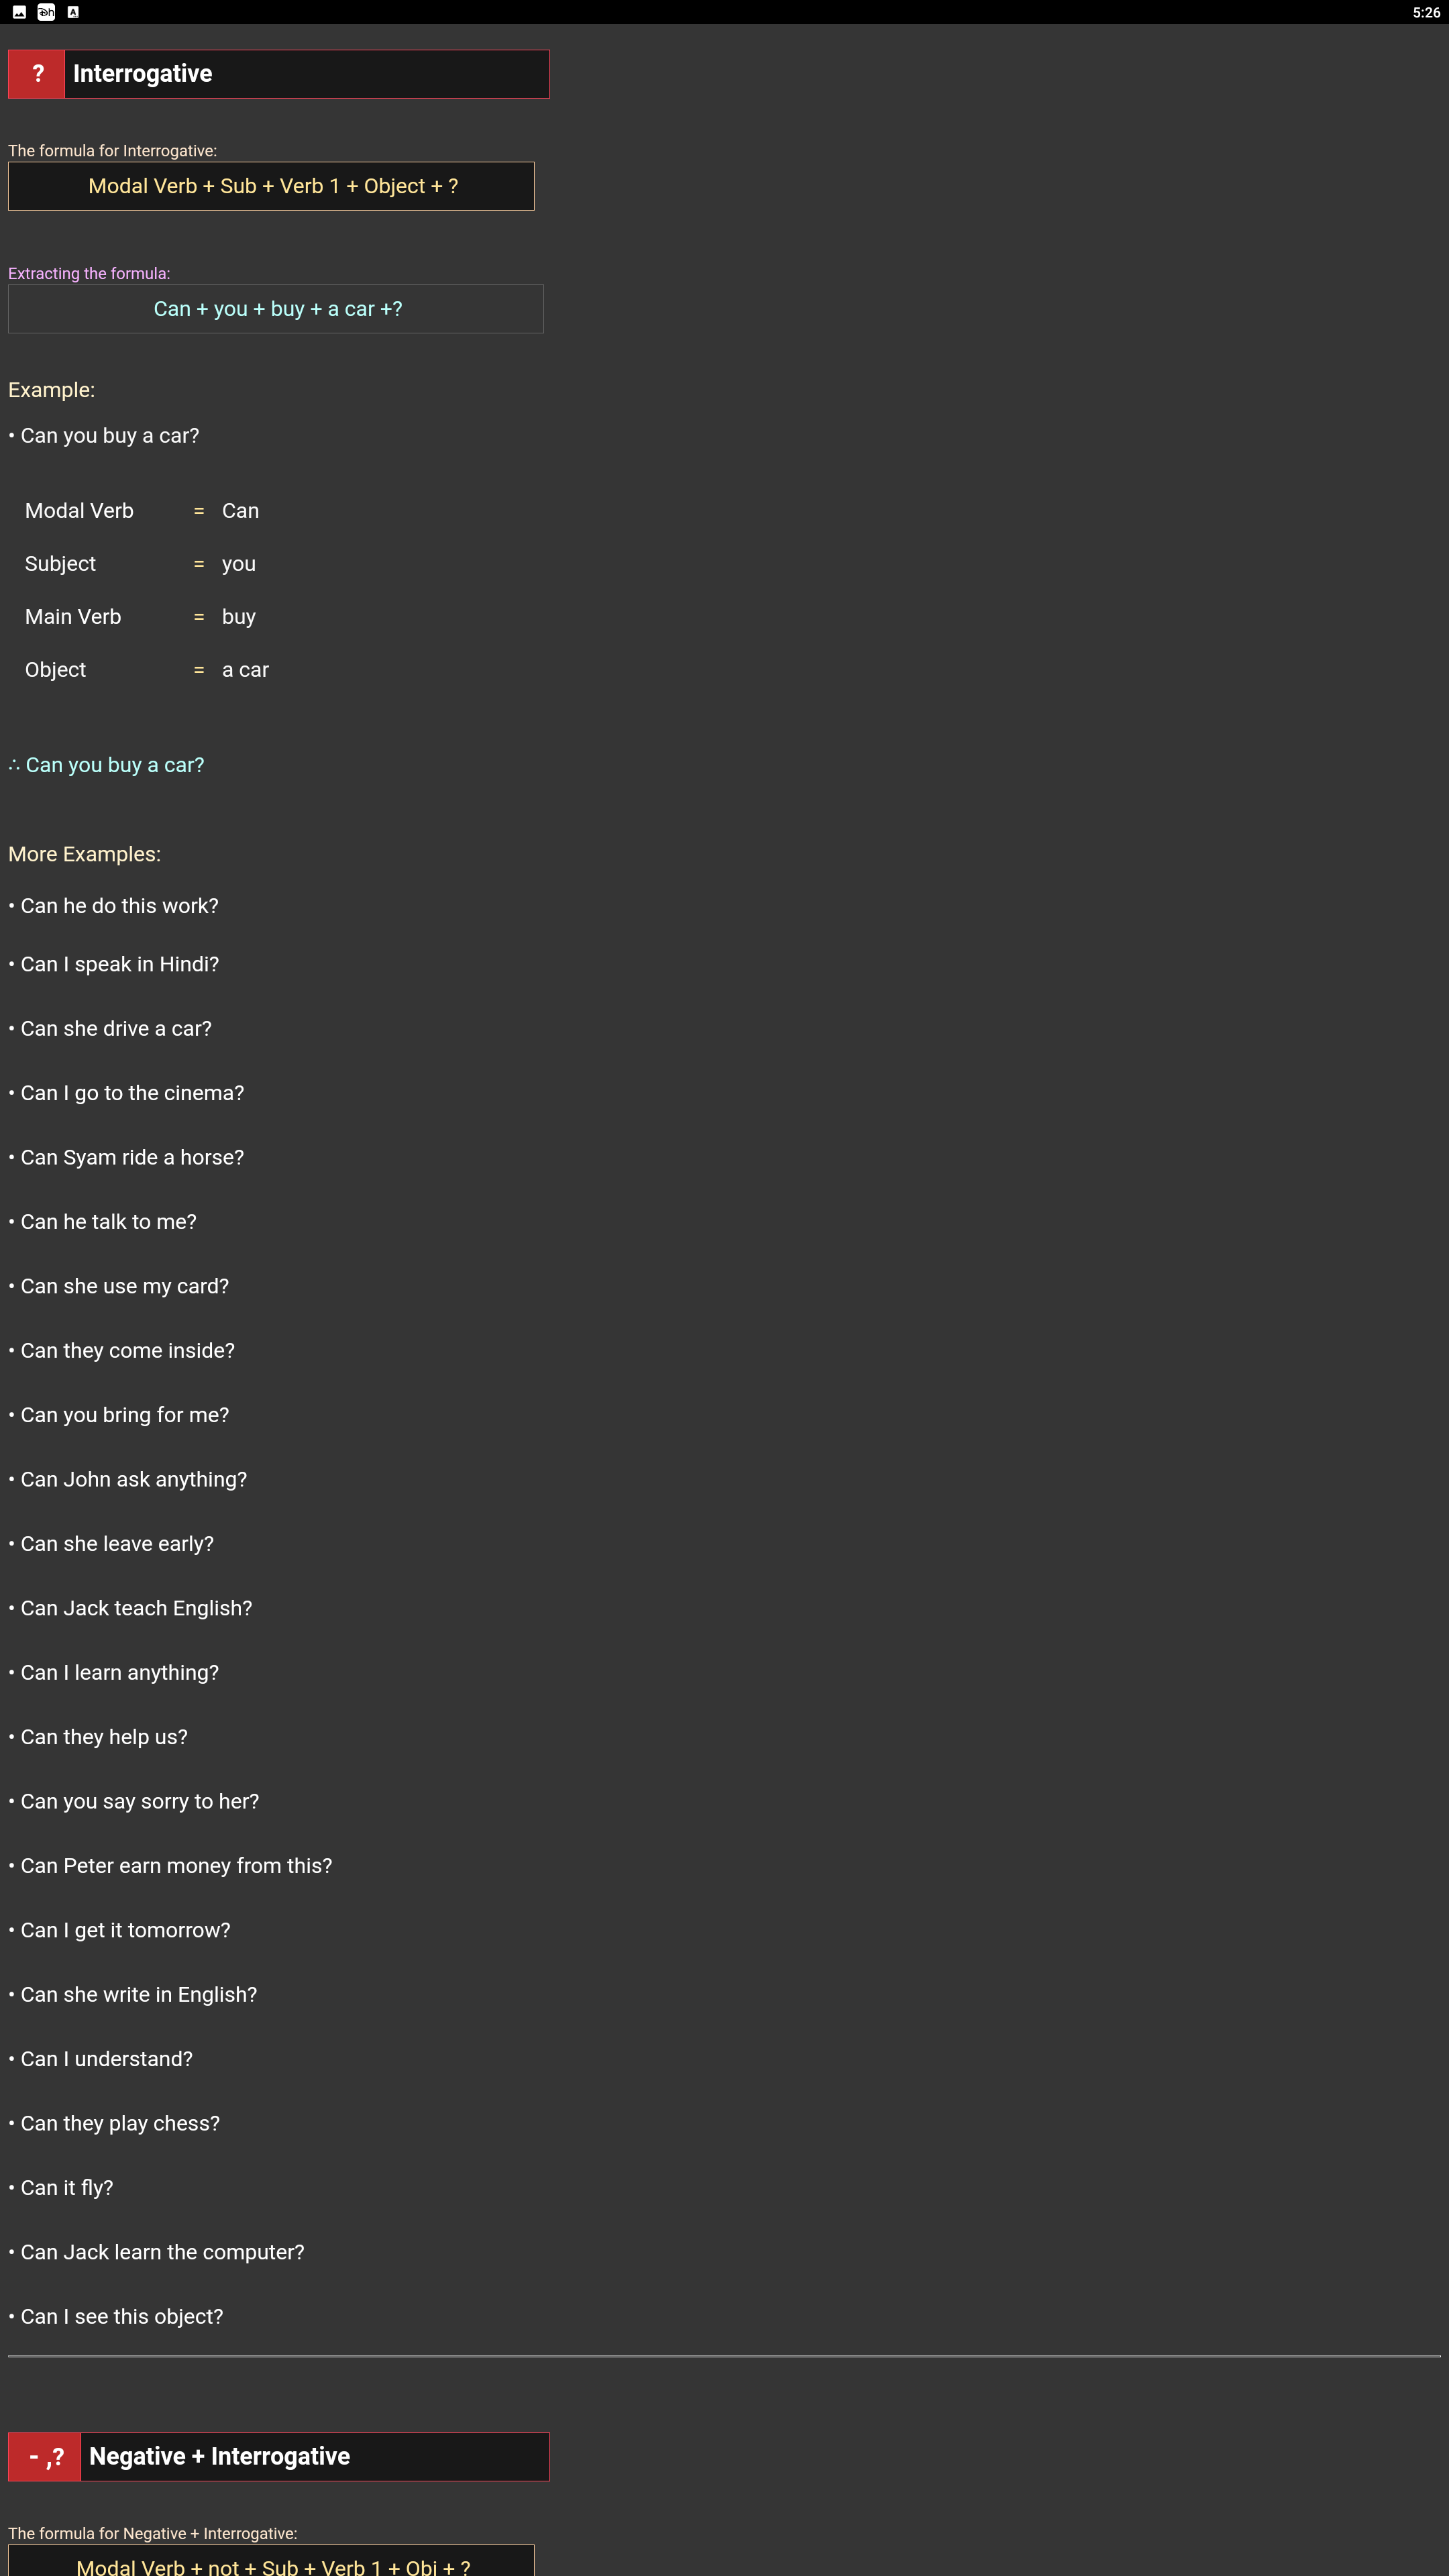 5:26
? Interrogative
The formula for Interrogative:
Modal Verb + Sub + Verb 1 + Object + ?
Extracting the formula:
Can + you + buy + a car +?
Example:
• Can you buy a car?
Modal Verb = Can
Subject = you
Main Verb = buy
Object = a car
∴ Can you buy a car?
More Examples:
• Can he do this work?
• Can I speak in Hindi?
• Can she drive a car?
• Can I go to the cinema?
• Can Syam ride a horse?
• Can he talk to me?
• Can she use my card?
• Can they come inside?
• Can you bring for me?
• Can John ask anything?
• Can she leave early?
• Can Jack teach English?
• Can I learn anything?
• Can they help us?
• Can you say sorry to her?
• Can Peter earn money from this?
• Can I get it tomorrow?
• Can she write in English?
• Can I understand?
• Can they play chess?
• Can it fly?
• Can Jack learn the computer?
• Can I see this object?
- ,? Negative + Interrogative
The formula for Negative + Interrogative:
Modal Verb + not + Sub + Verb 1 + Obj + ?